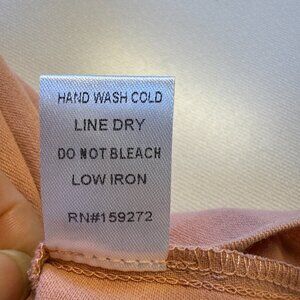 HAND WASH COLD
LINE DRY
DO NOT BLEACH
LOW IRON
RN#159272